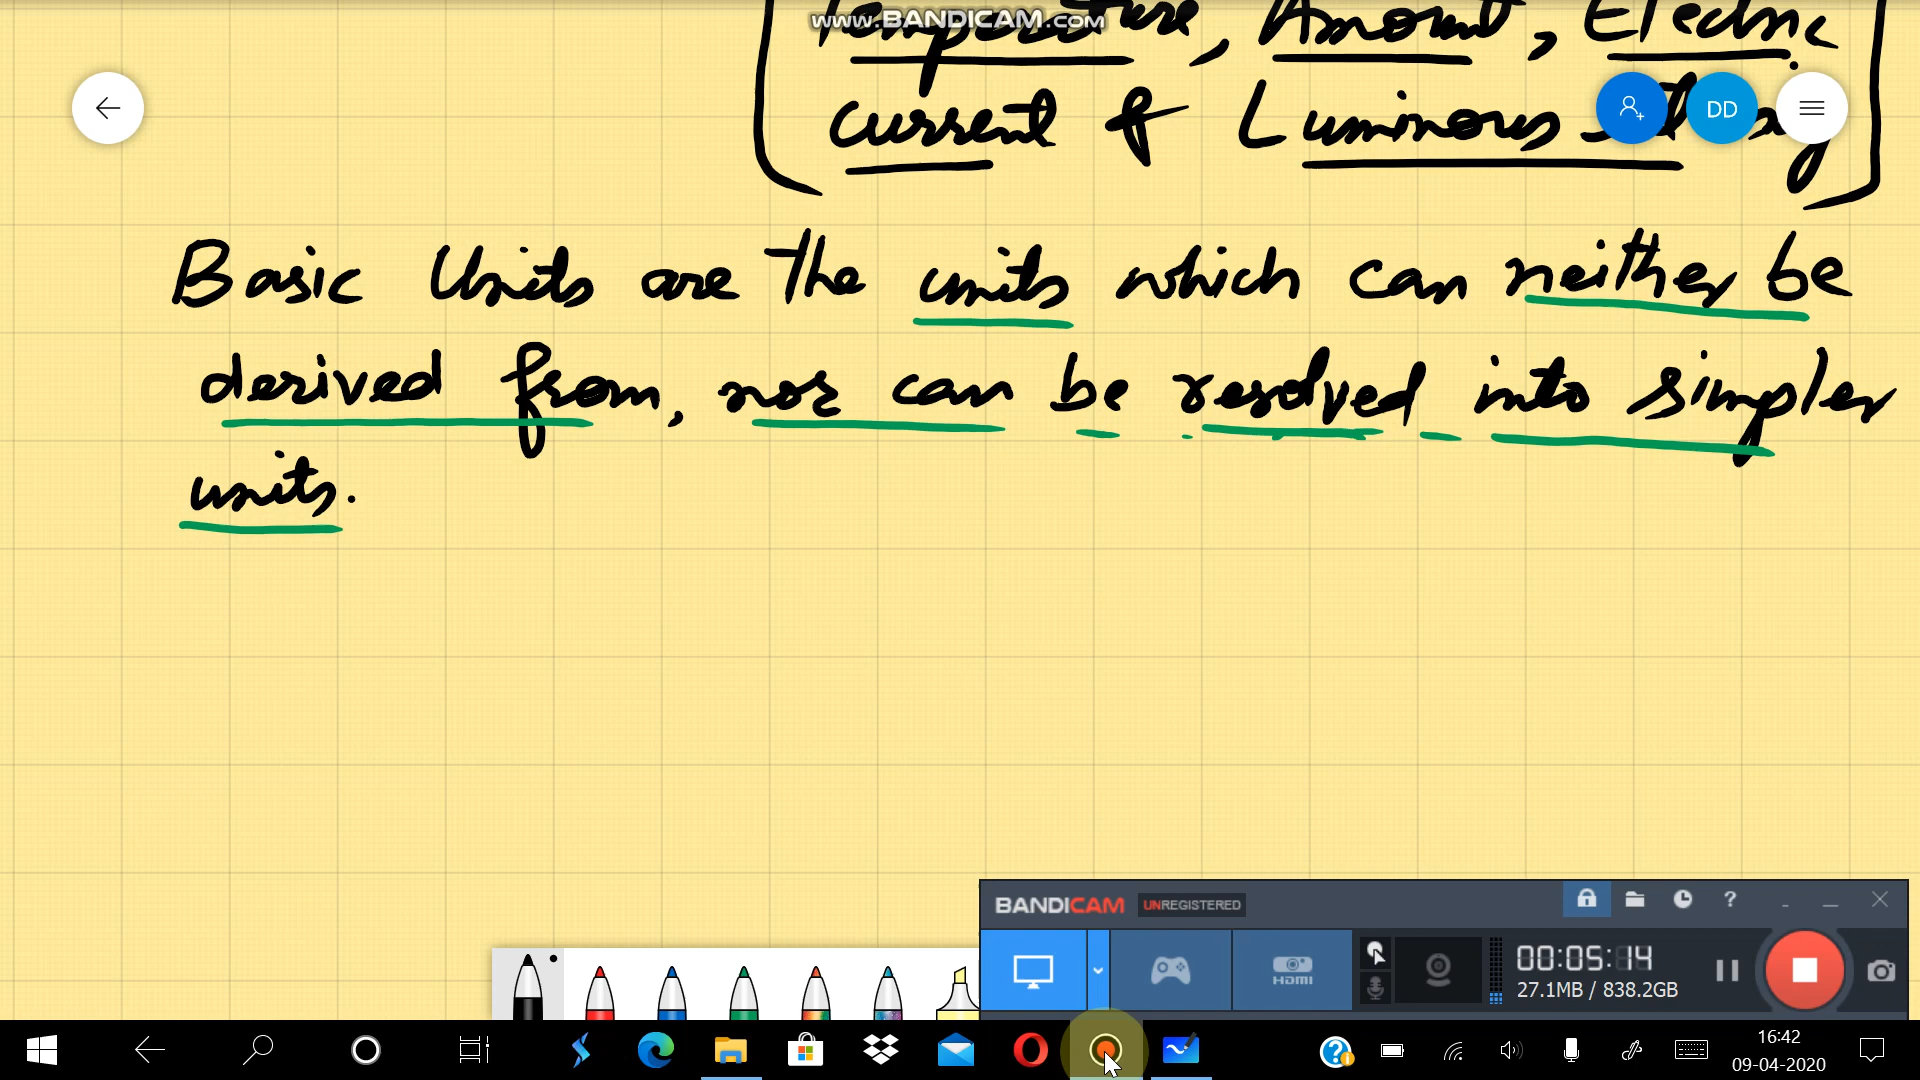 www.BANDICAM.com
Temperature, Amount, Electric
current & Luminous
DD
Basic Units are the units which can neither be
derived from, nor can be resolved into simpler
units.
BANDICAM UNREGISTERED
?
HDMI
00:05:14
27.1MB / 838.2GB
16:42
09-04-2020